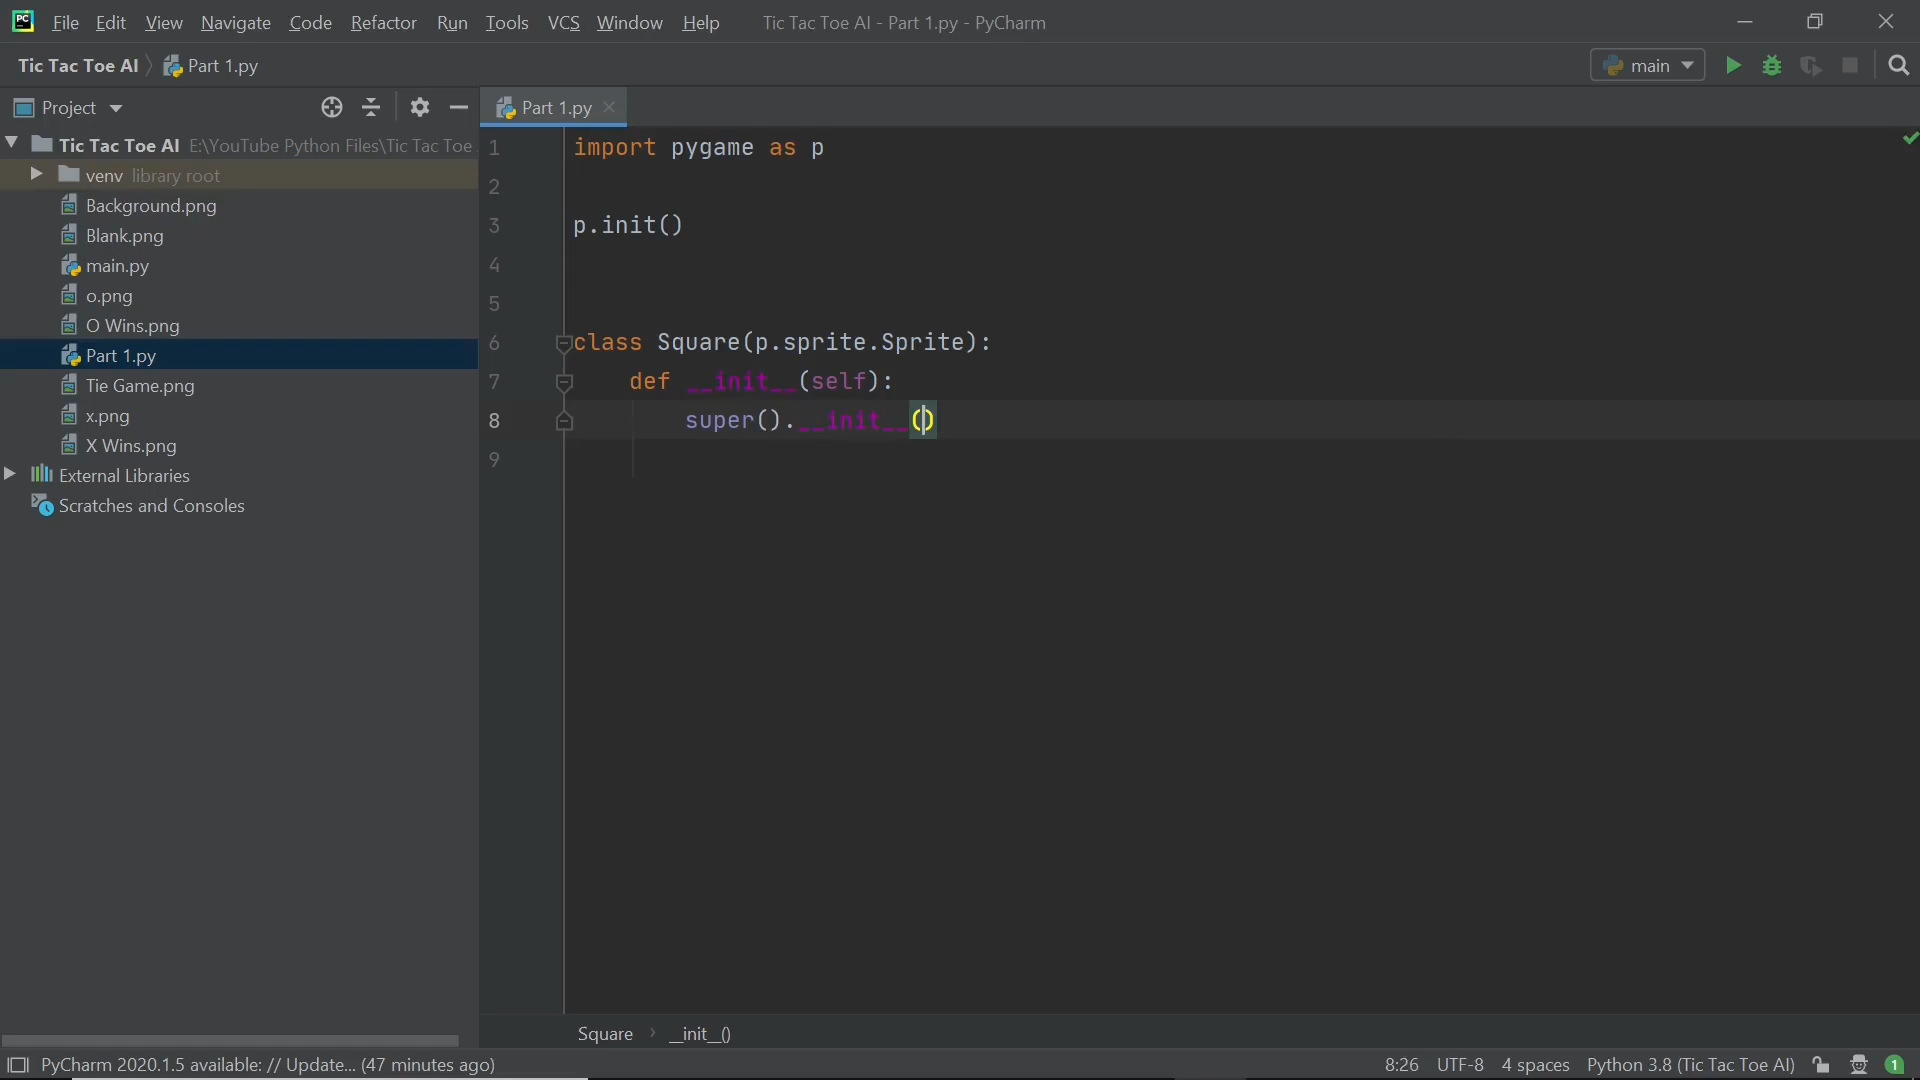 File Edit View Navigate Code Refactor Run Tools VCS Window Help Tic Tac Toe AI - Part 1.py - PyCharm
Tic Tac Toe AI Part 1.py main
Project Part 1.py
Tic Tac Toe AI E:\YouTube Python Files\Tic Tac Toe
venv library root
Background.png
Blank.png
main.py
o.png
O Wins.png
Part 1.py
Tie Game.png
x.png
X Wins.png
External Libraries
Scratches and Consoles
1 import pygame as p
2
3 p.init()
4
5
6 class Square(p.sprite.Sprite):
7     def __init__(self):
8         super().__init__()
9
Square __init__()
PyCharm 2020.1.5 available: // Update... (47 minutes ago) 8:26 UTF-8 4 spaces Python 3.8 (Tic Tac Toe AI) 1